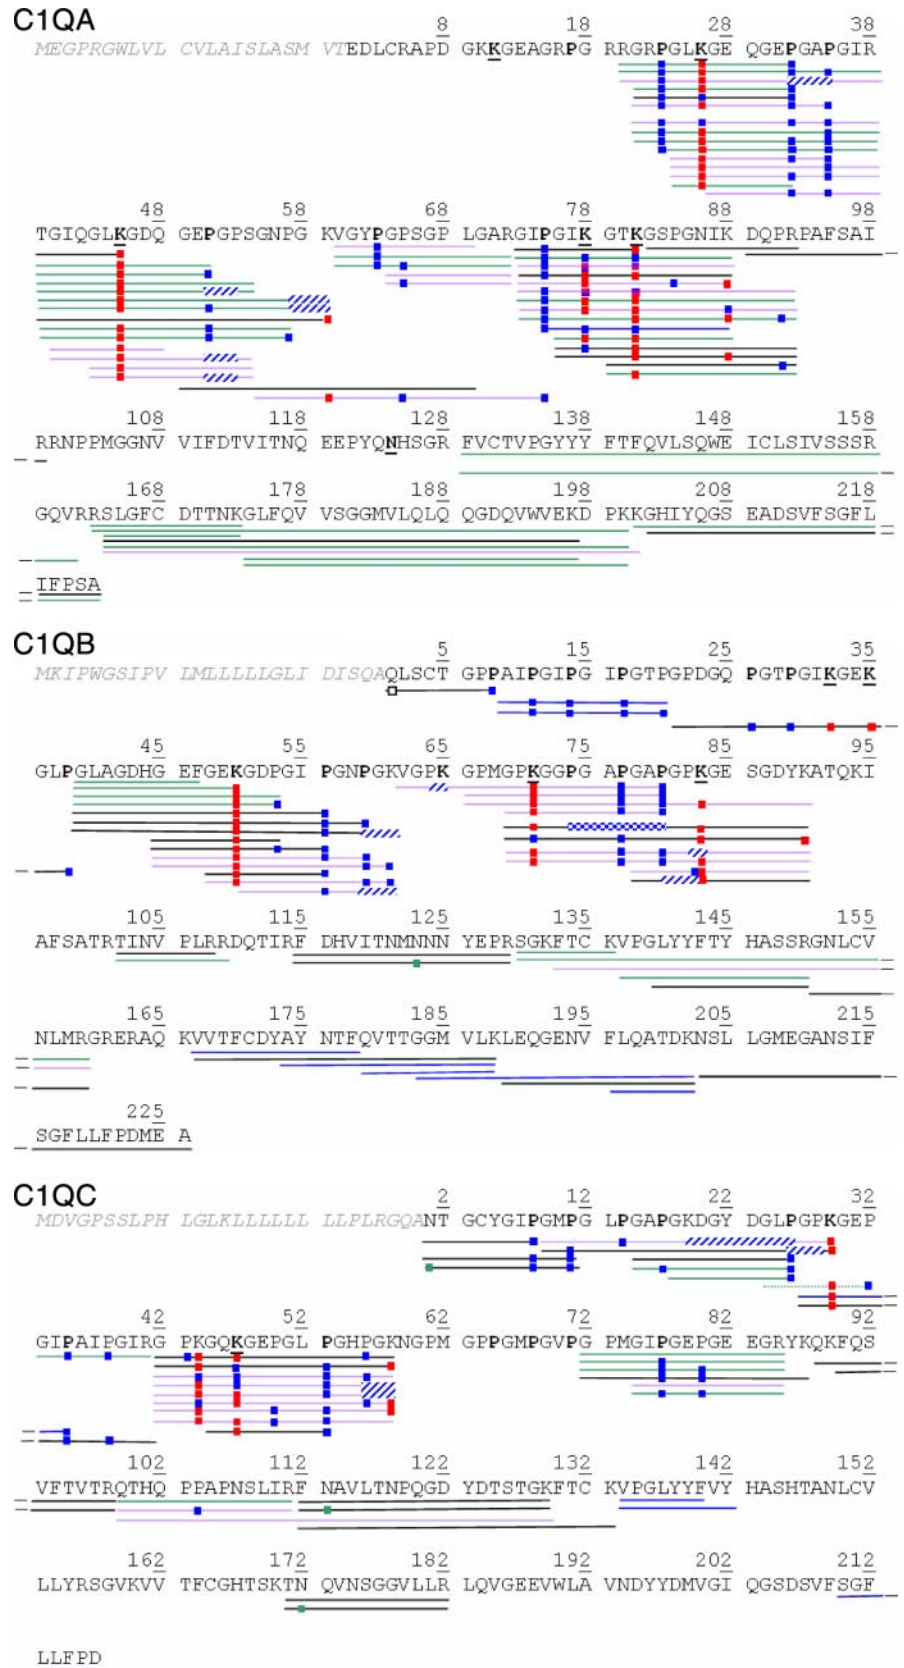 C1QA
8 18 28 38
MEGPRGWLVL CVLAISLASM VTEDLCRAPD GKKGEAGRPG RRGRPGLKGE QGEPGAPGIR
48 58 68 78 88 98
TGIQGLKGDQ GEPGPSGNPG KVGYPGPSGP LGARGIPGIK GTKGSPGNIK DQPRPAFSAI
108 118 128 138 148 158
RRNPPMGGNV VIFDTVITNQ EEPYQNHSGR FVCTVPGYYY FTFQVLSQWE ICLSIVSSSR
168 178 188 198 208 218
GQVRRSLGFC DTTNKGLFQV VSGGMVLQLQ QGDQVWVEKD PKKGHIYQGS EADSVFSGFL
IFPSA
C1QB
5 15 25 35
MKIPWGSIPV LMLLLLLGLI DISQAQLSCT GPPAIPGIPG IPGTPGPDGQ PGTPGIKGEK
45 55 65 75 85 95
GLPGLAGDHG EFGEKGDPGI PGNPGKVGPK GPMGPKGGPG APGAPGPKGE SGDYKATQKI
105 115 125 135 145 155
AFSATRTINV PLRRDQTIRF DHVITNMNNN YEPRSGKFTC KVPGLYYFTY HASSRGNLCV
165 175 185 195 205 215
NLMRGRERAQ KVVTFCDYAY NTFQVTTGGM VLKLEQGENV FLQATDKNSL LGMEGANSIF
225
SGFLLFPDME A
C1QC
2 12 22 32
MDVGPSSLPH LGLKLLLLLL LLPLRGQANT GCYGIPGMPG LPGAPGKDGY DGLPGPKGEP
42 52 62 72 82 92
GIPAIPGIRG PKGQKGEPGL PGHPGKNGPM GPPGMPGVPG PMGIPGEPGE EGRYKQKFQS
102 112 122 132 142 152
VFTVTRQTHQ PPAPNSLIRF NAVLTNPQGD YDTSTGKFTC KVPGLYYFVY HASHTANLCV
162 172 182 192 202 212
LLYRSGVKVV TFCGHTSKTN QVNSGGVLLR LQVGEEVWLA VNDYYDMVGI QGSDSVFSGF
LLFPD